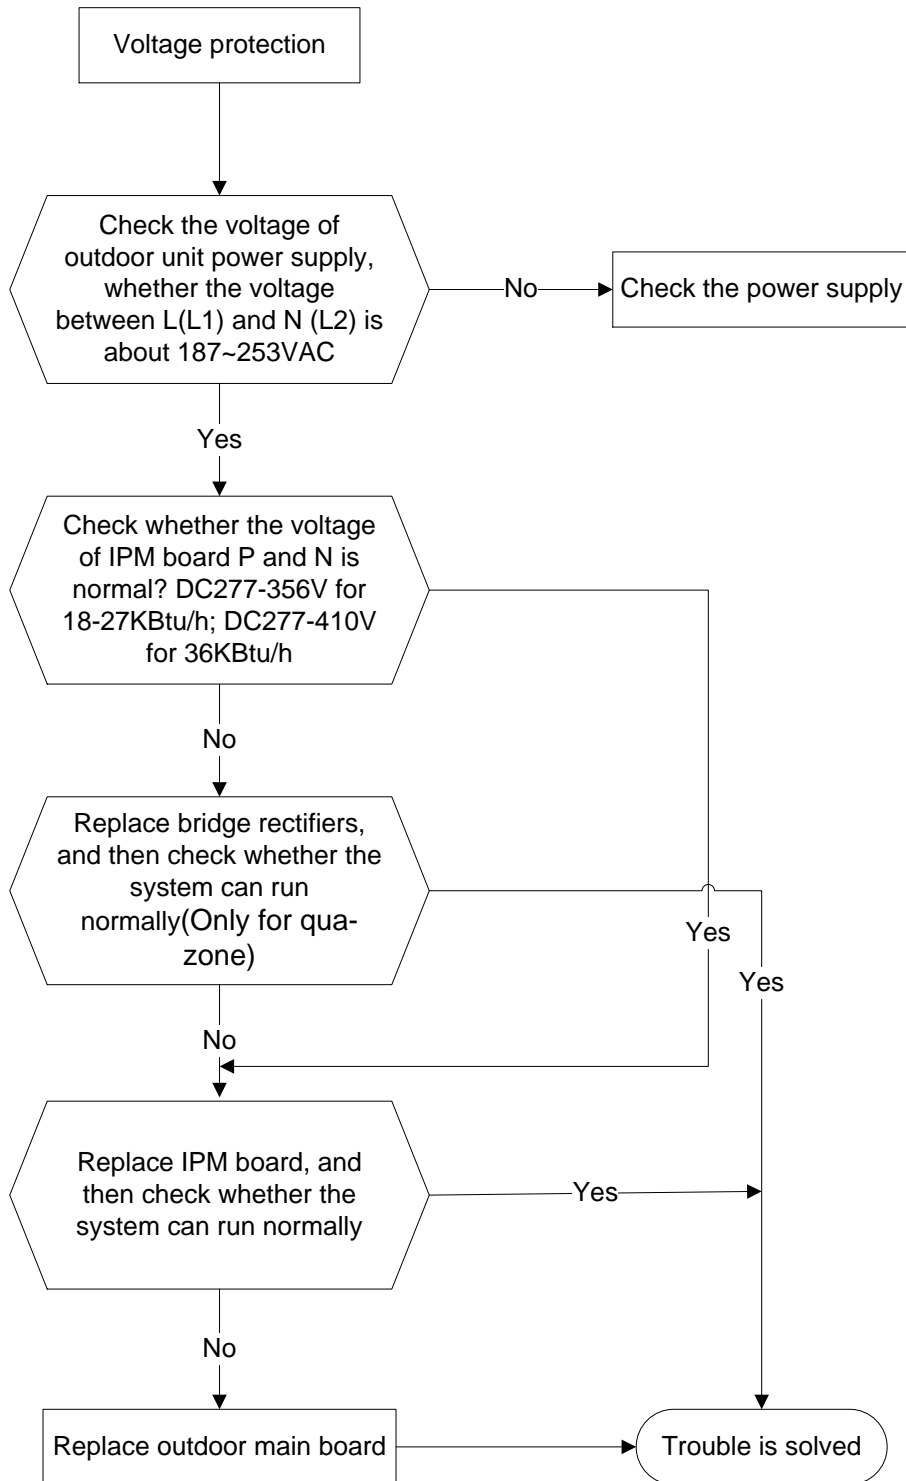 Voltage protection
Check the voltage of
outdoor unit power supply,
whether the voltage
between L(L1) and N (L2) is
about 187~253VAC
No
Check the power supply
Yes
Check whether the voltage
of IPM board P and N is
normal? DC277-356V for
18-27KBtu/h; DC277-410V
for 36KBtu/h
No
Replace bridge rectifiers,
and then check whether the
system can run
normally(Only for qua-
zone)
Yes
Yes
No
Replace IPM board, and
then check whether the
system can run normally
Yes
No
Replace outdoor main board
Trouble is solved